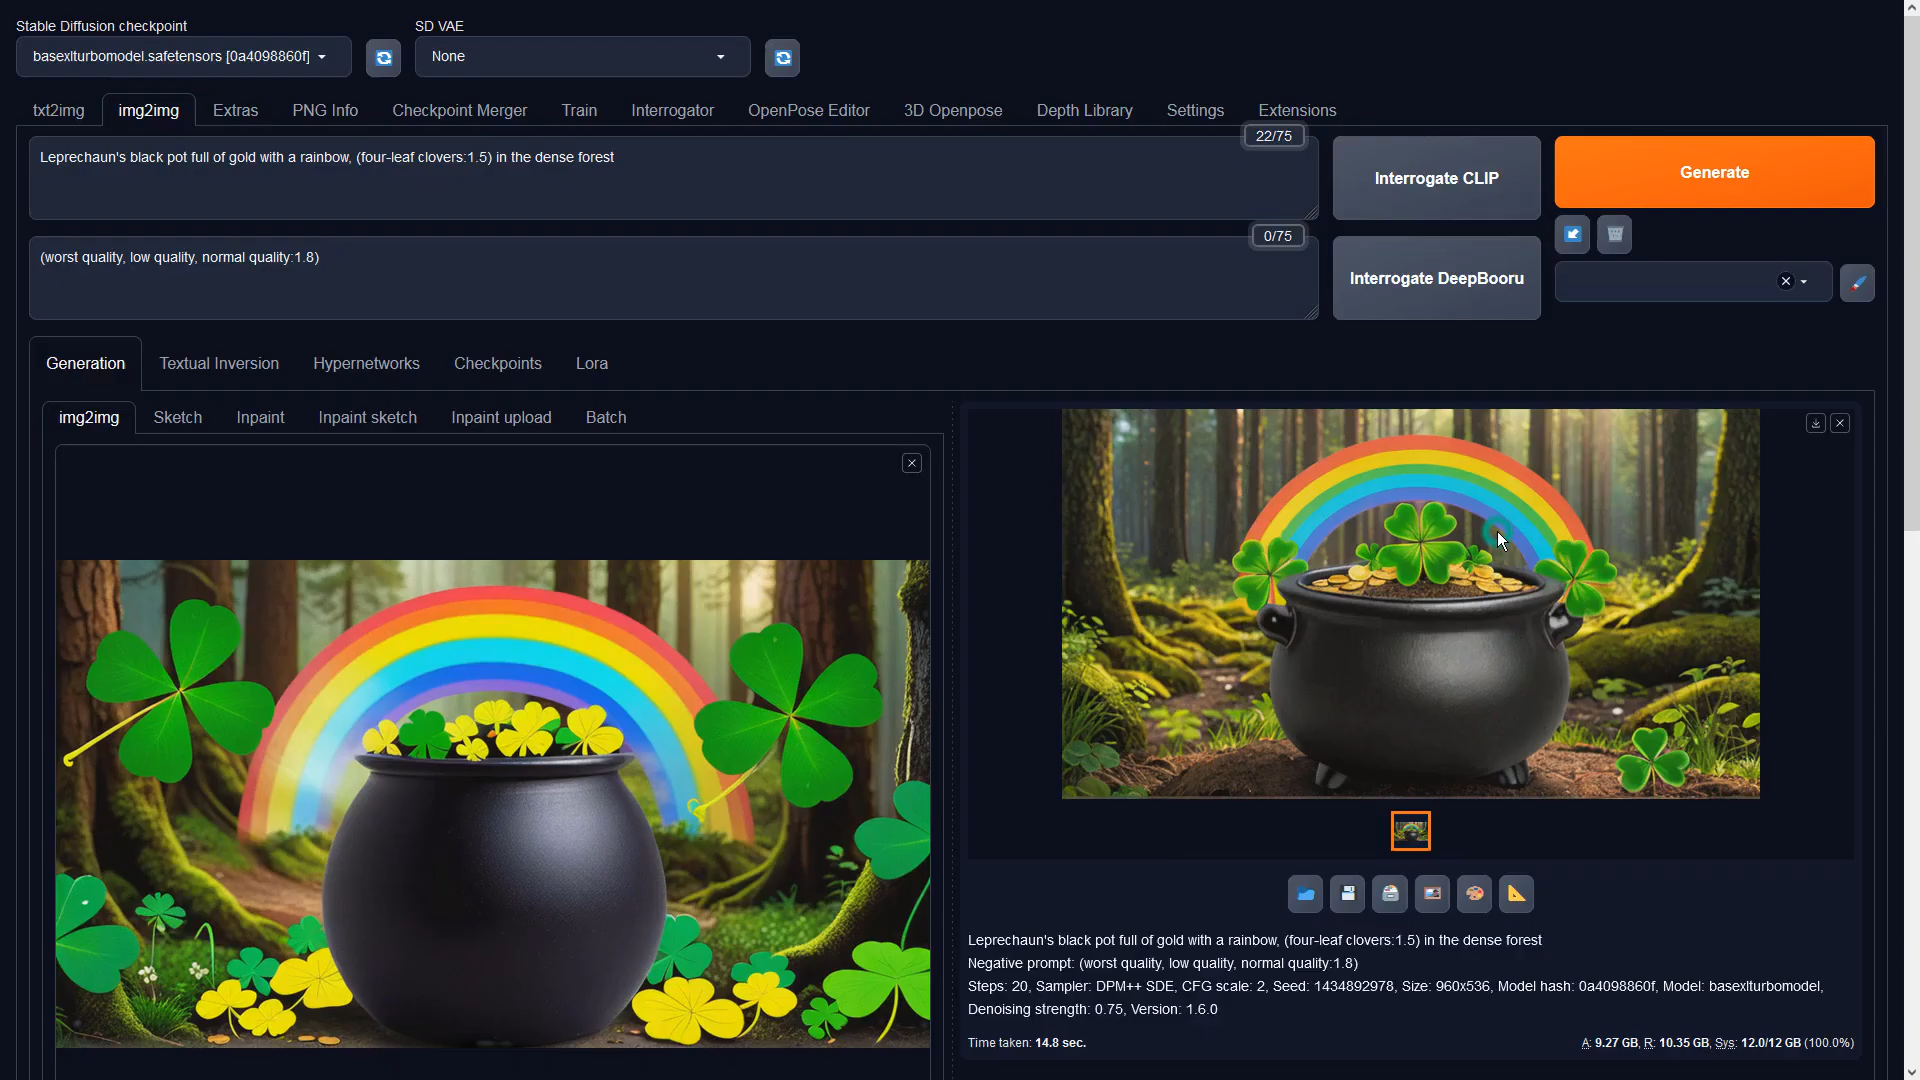 Stable Diffusion checkpoint
SD VAE
basexlturbomodel.safetensors [0a4098860f]
None
txt2img
img2img
Extras
PNG Info
Checkpoint Merger
Train
Interrogator
OpenPose Editor
3D Openpose
Depth Library
Settings
Extensions
22/75
Leprechaun's black pot full of gold with a rainbow, (four-leaf clovers:1.5) in the dense forest
Interrogate CLIP
Generate
0/75
(worst quality, low quality, normal quality:1.8)
Interrogate DeepBooru
Generation
Textual Inversion
Hypernetworks
Checkpoints
Lora
img2img
Sketch
Inpaint
Inpaint sketch
Inpaint upload
Batch
Leprechaun's black pot full of gold with a rainbow, (four-leaf clovers:1.5) in the dense forest
Negative prompt: (worst quality, low quality, normal quality:1.8)
Steps: 20, Sampler: DPM++ SDE, CFG scale: 2, Seed: 1434892978, Size: 960x536, Model hash: 0a4098860f, Model: basexlturbomodel,
Denoising strength: 0.75, Version: 1.6.0
Time taken: 14.8 sec.
A: 9.27 GB, R: 10.35 GB, Sys: 12.0/12 GB (100.0%)